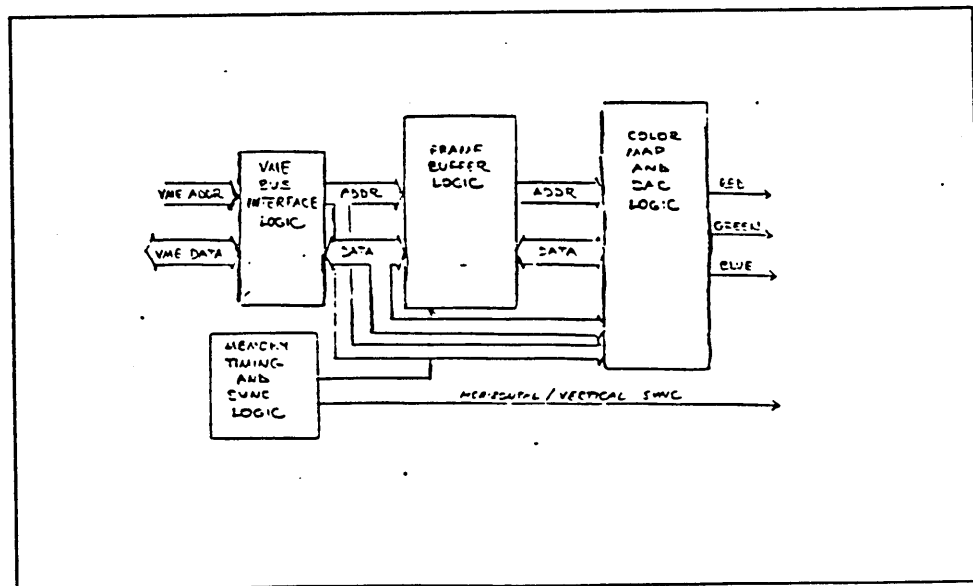 VME
BUS
INTERFACE
LOGIC
FRAME
BUFFER
LOGIC
COLOR
MAP
AND
DAC
LOGIC
VME ADDR
ADDR
ADDR
RED
GREEN
BLUE
VME DATA
DATA
DATA
MEMORY
TIMING
AND
SYNC
LOGIC
HORIZONTAL / VERTICAL SYNC